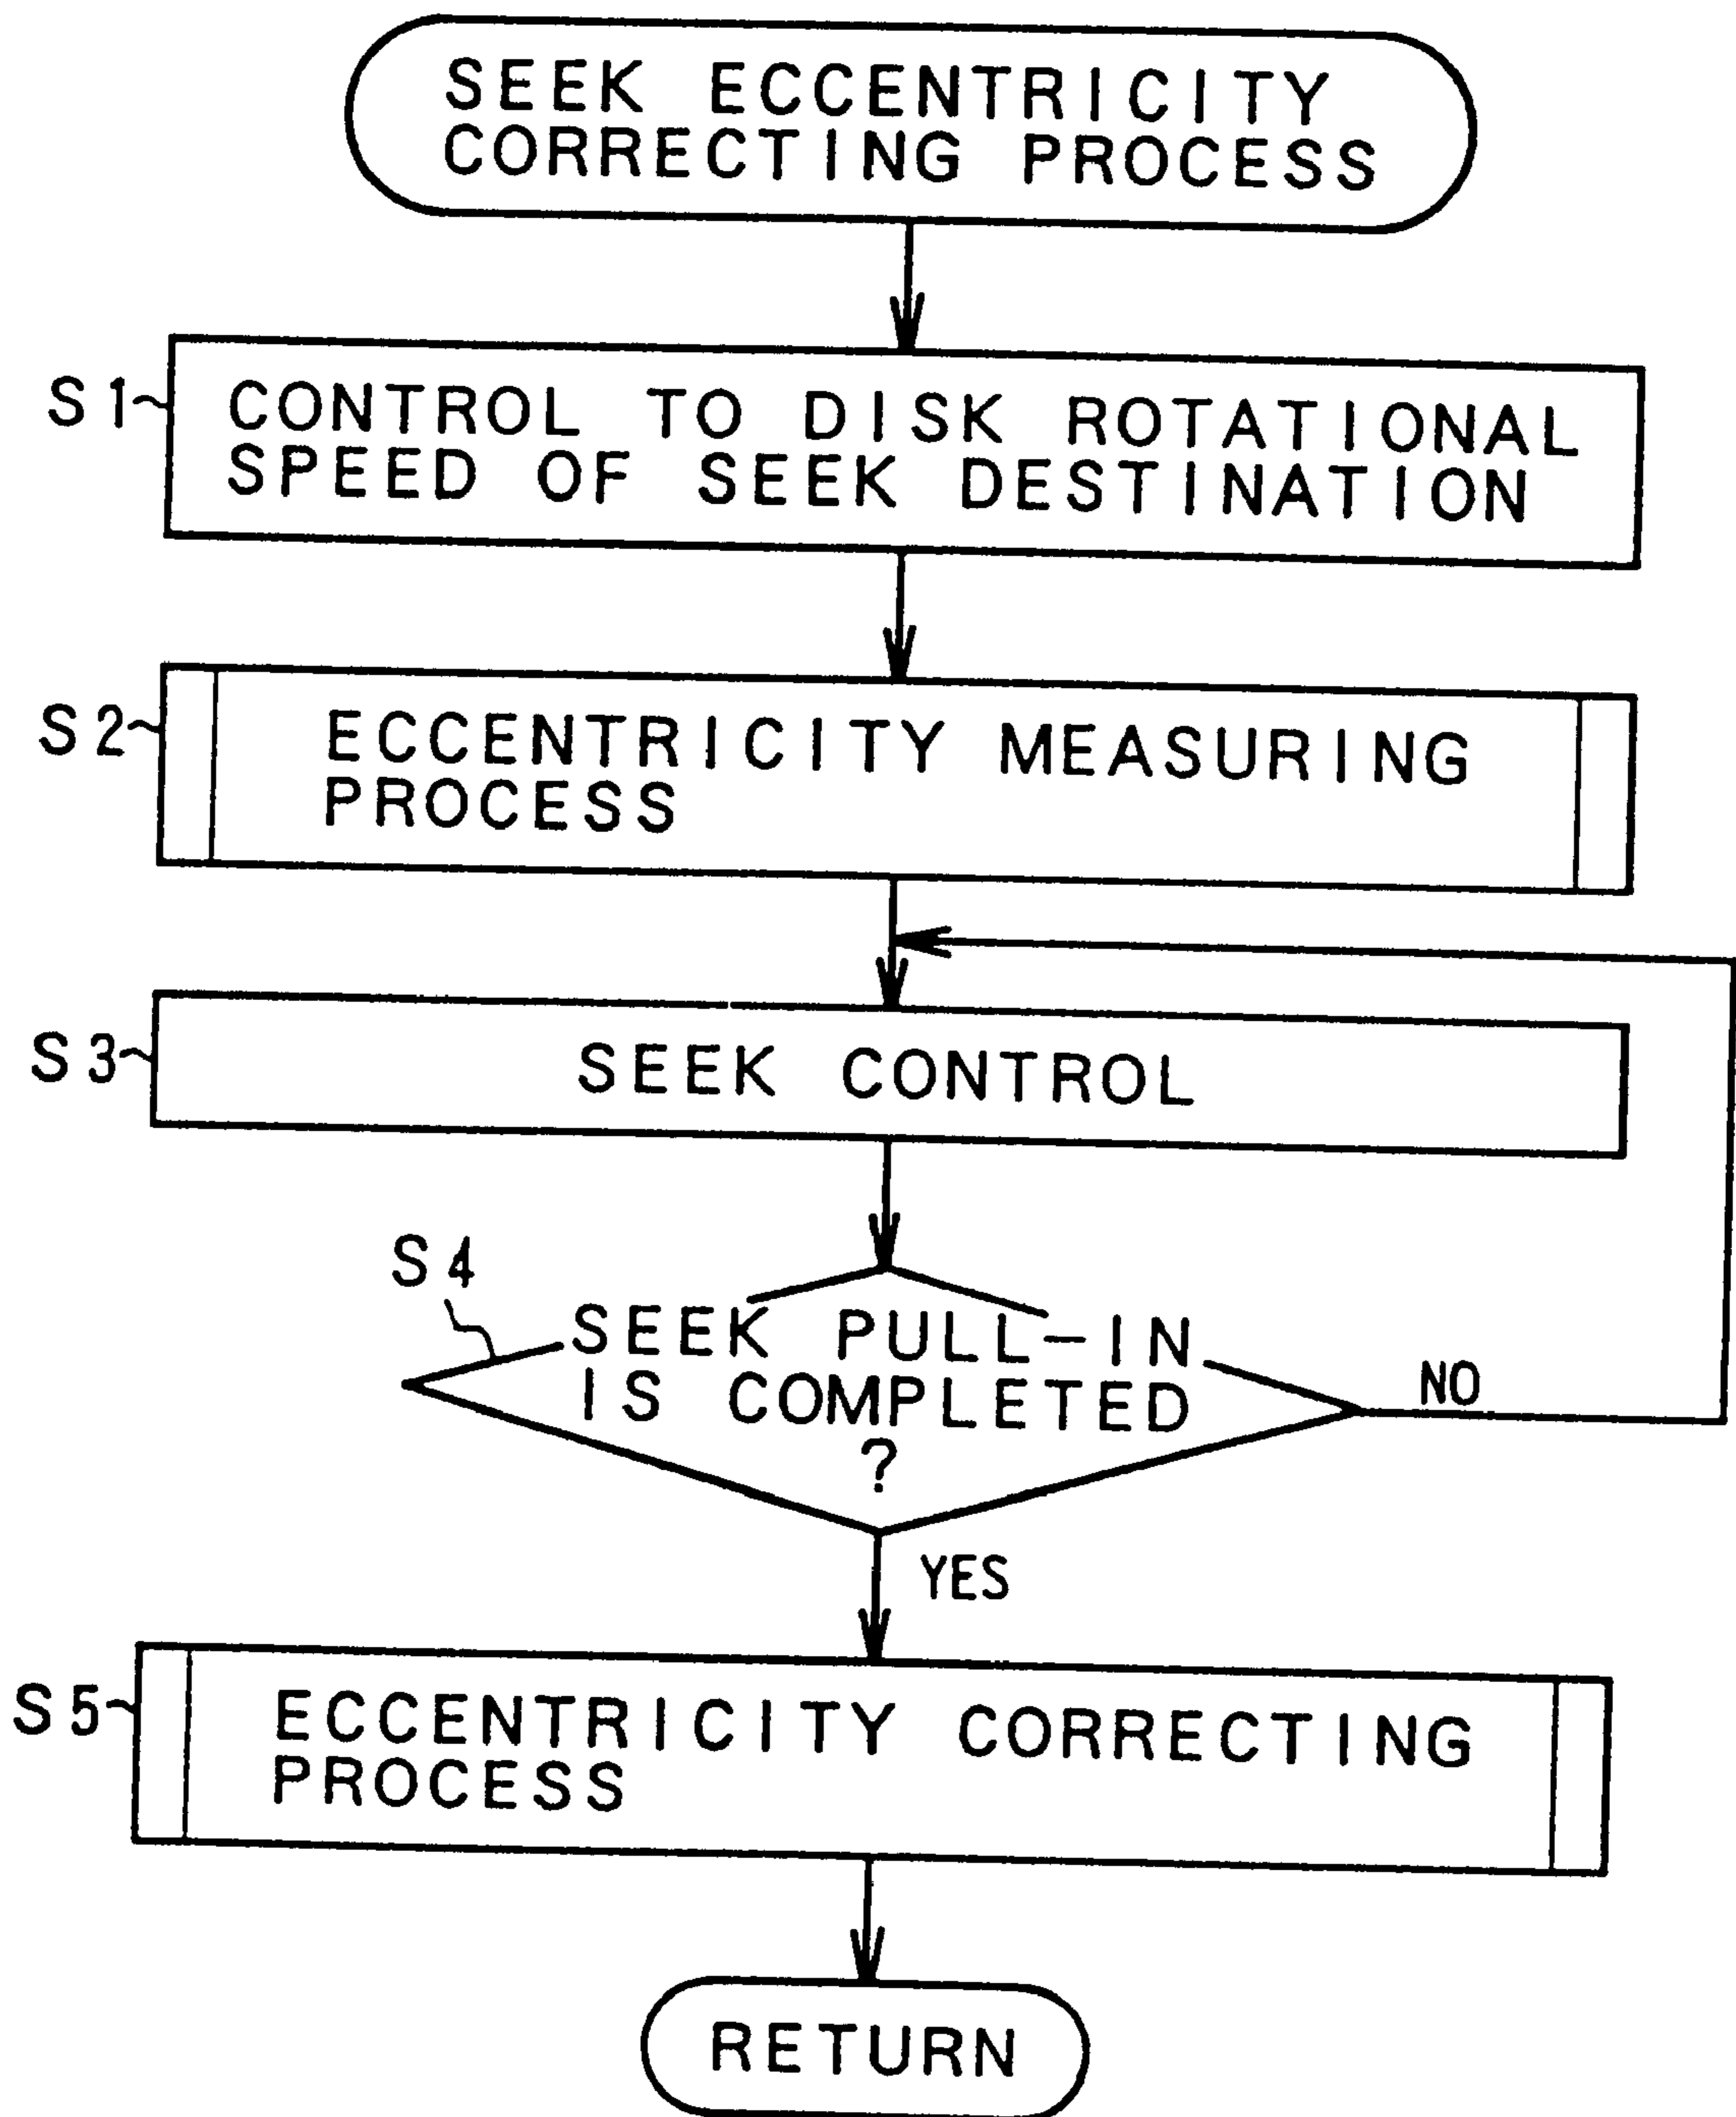 SEEK ECCENTRICITY
CORRECTING PROCESS
S1
CONTROL TO DISK ROTATIONAL
SPEED OF SEEK DESTINATION
S2
ECCENTRICITY MEASURING
PROCESS
S3
SEEK CONTROL
S4
SEEK PULL-IN
IS COMPLETED
?
NO
YES
S5
ECCENTRICITY CORRECTING
PROCESS
RETURN